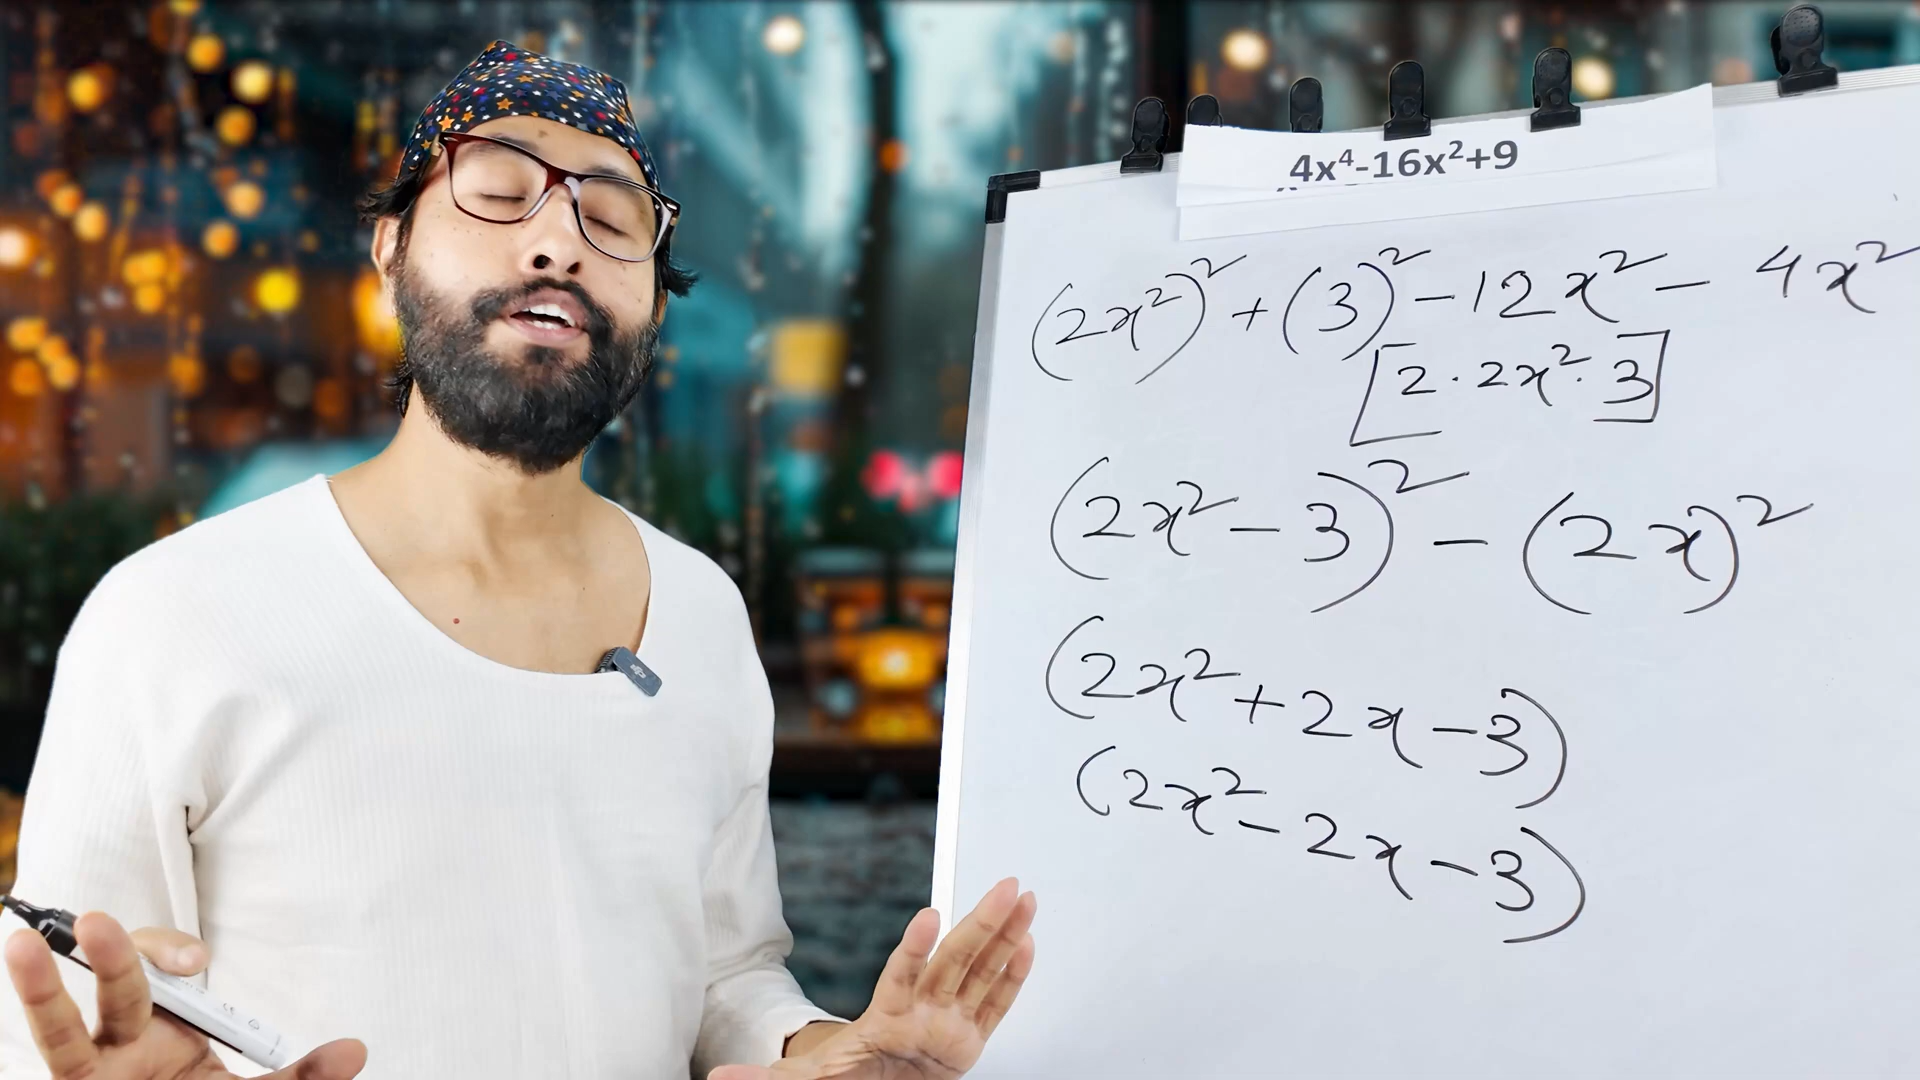 4x⁴-16x²+9
(2x²)² + (3)² - 12x² - 4x²
[2 · 2x² · 3]
(2x² - 3)² - (2x)²
(2x² + 2x - 3)
(2x² - 2x - 3)